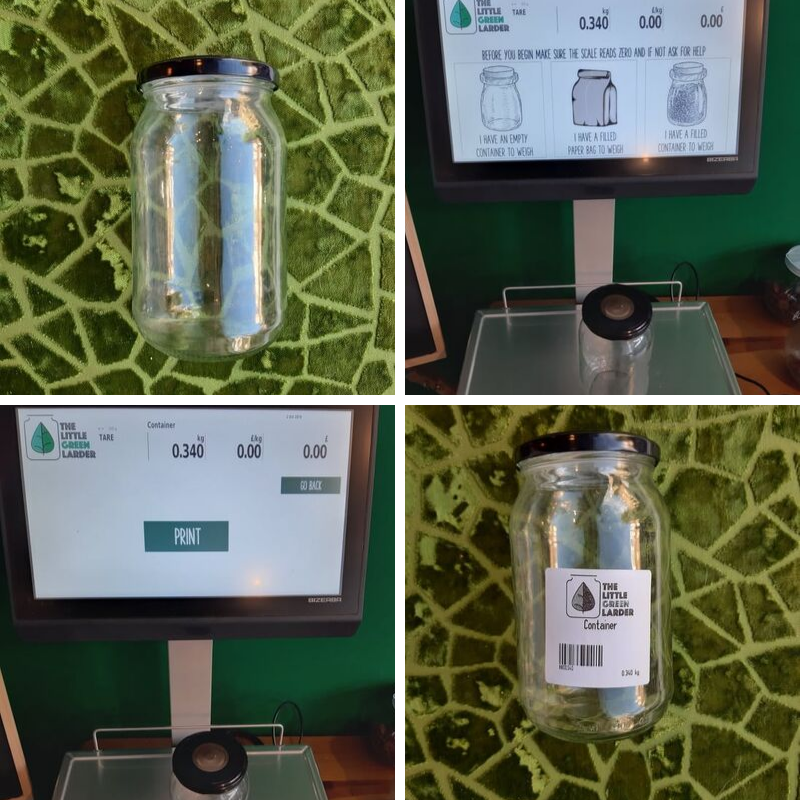 THE
LITTLE
GREEN
LARDER
TARE
kg
£/kg
£
0.340
0.00
0.00
BEFORE YOU BEGIN MAKE SURE THE SCALE READS ZERO AND IF NOT ASK FOR HELP
I HAVE AN EMPTY
CONTAINER TO WEIGH
I HAVE A FILLED
PAPER BAG TO WEIGH
I HAVE A FILLED
CONTAINER TO WEIGH
BIZERBA
THE
LITTLE
GREEN
LARDER
TARE
Container
kg
£/kg
£
0.340
0.00
0.00
GO BACK
PRINT
BIZERBA
THE
LITTLE
GREEN
LARDER
Container
0.340 kg